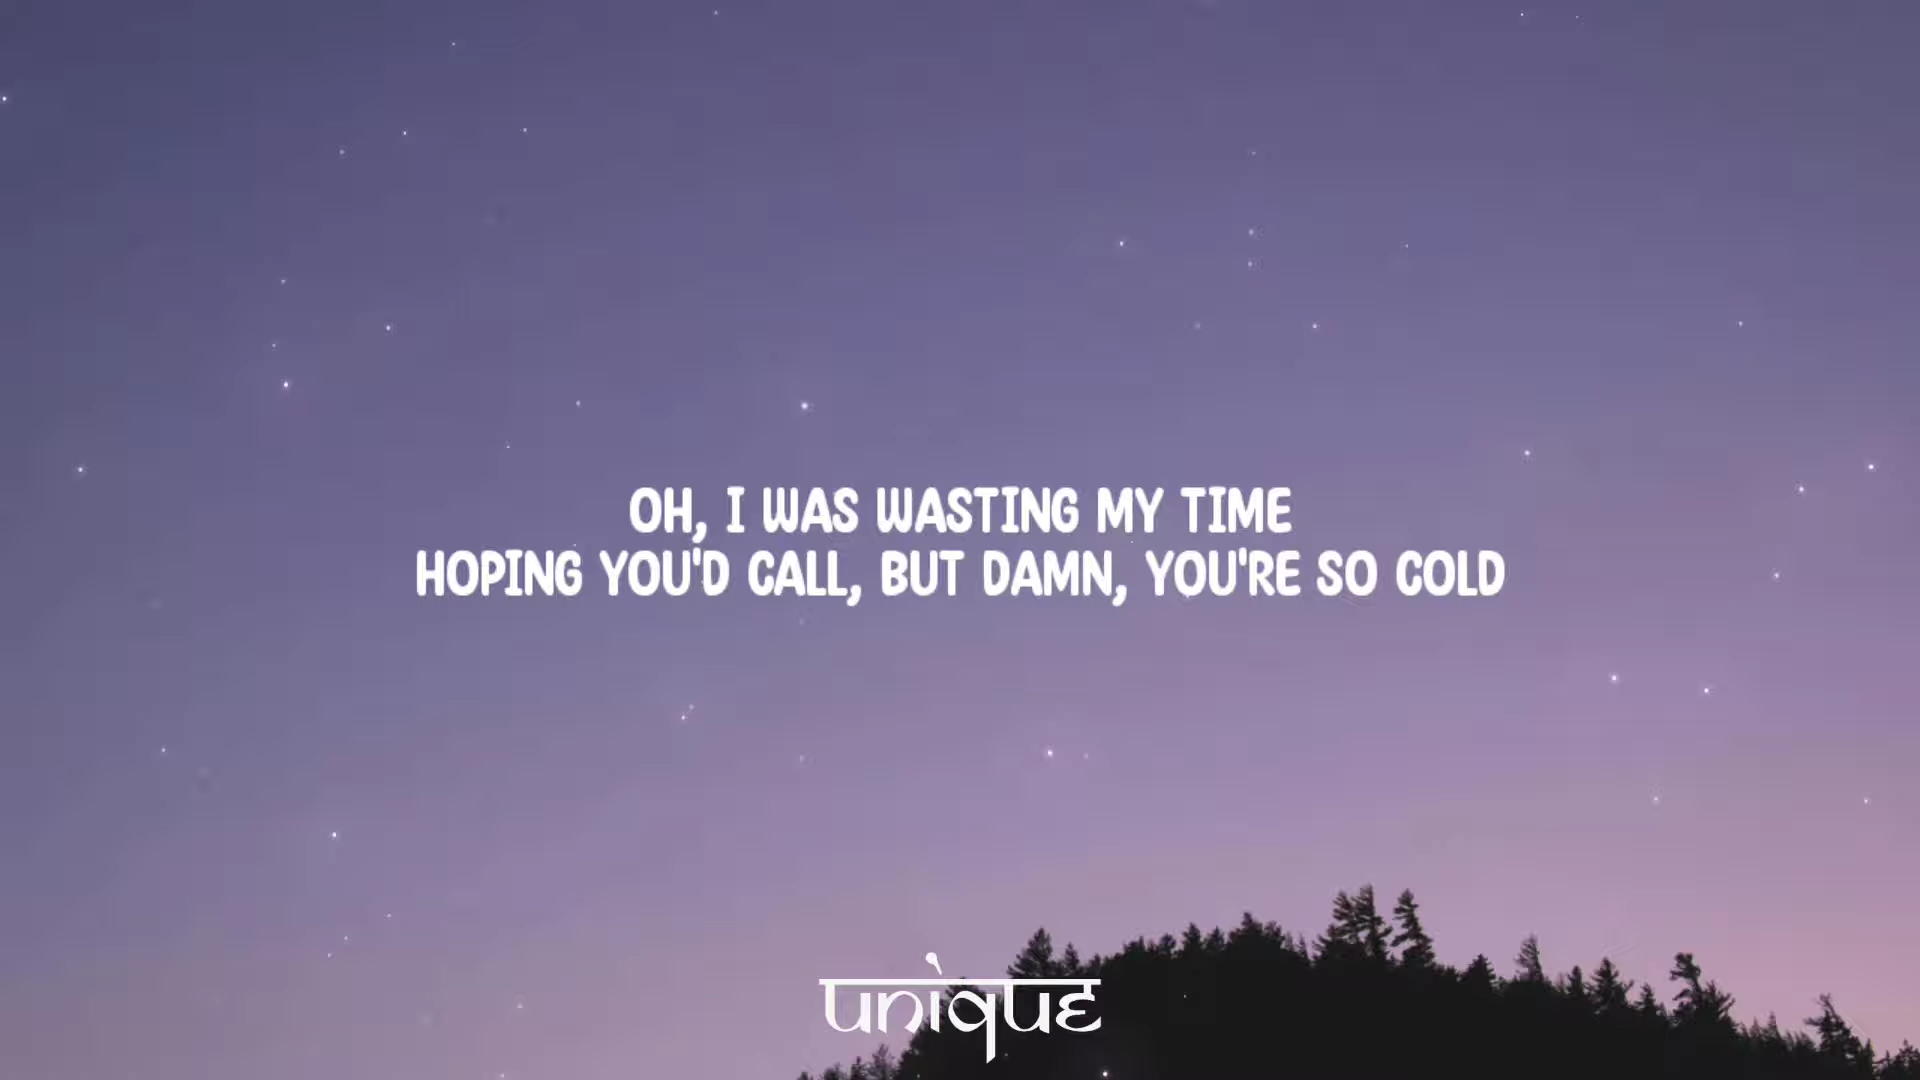 OH, I WAS WASTING MY TIME
HOPING YOU'D CALL, BUT DAMN, YOU'RE SO COLD
unique